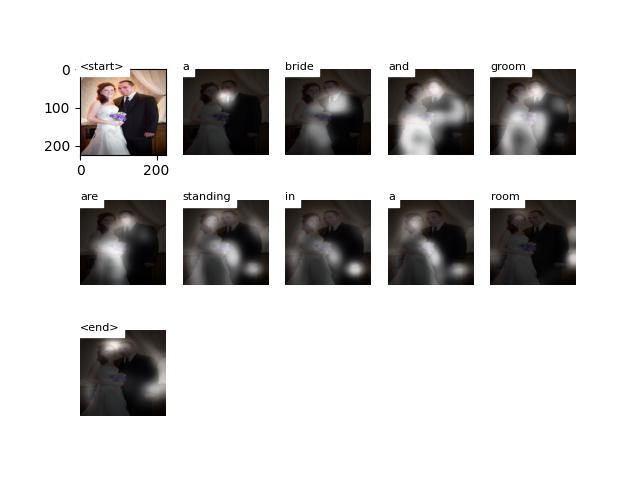 <start> a bride and groom
0
100
200
0 200
are standing in a room
<end>